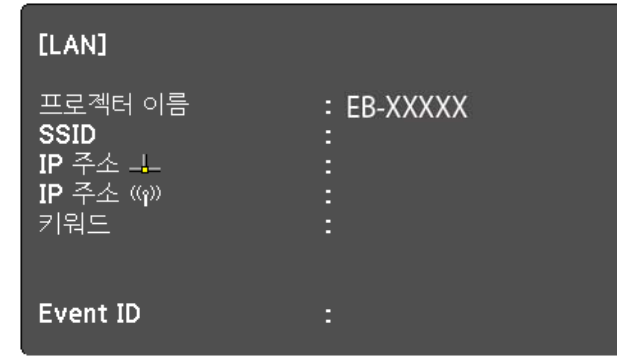 [LAN]
프로젝터 이름 : EB-XXXXX
SSID :
IP 주소 :
IP 주소 :
키워드 :
Event ID :